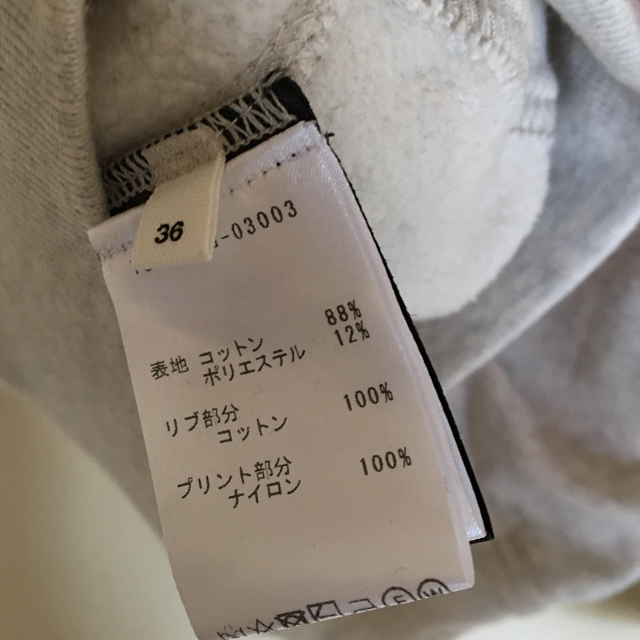 36
-03003
88%
表地 コットン 12%
ポリエステル
100%
リブ部分
コットン
100%
プリント部分
ナイロン